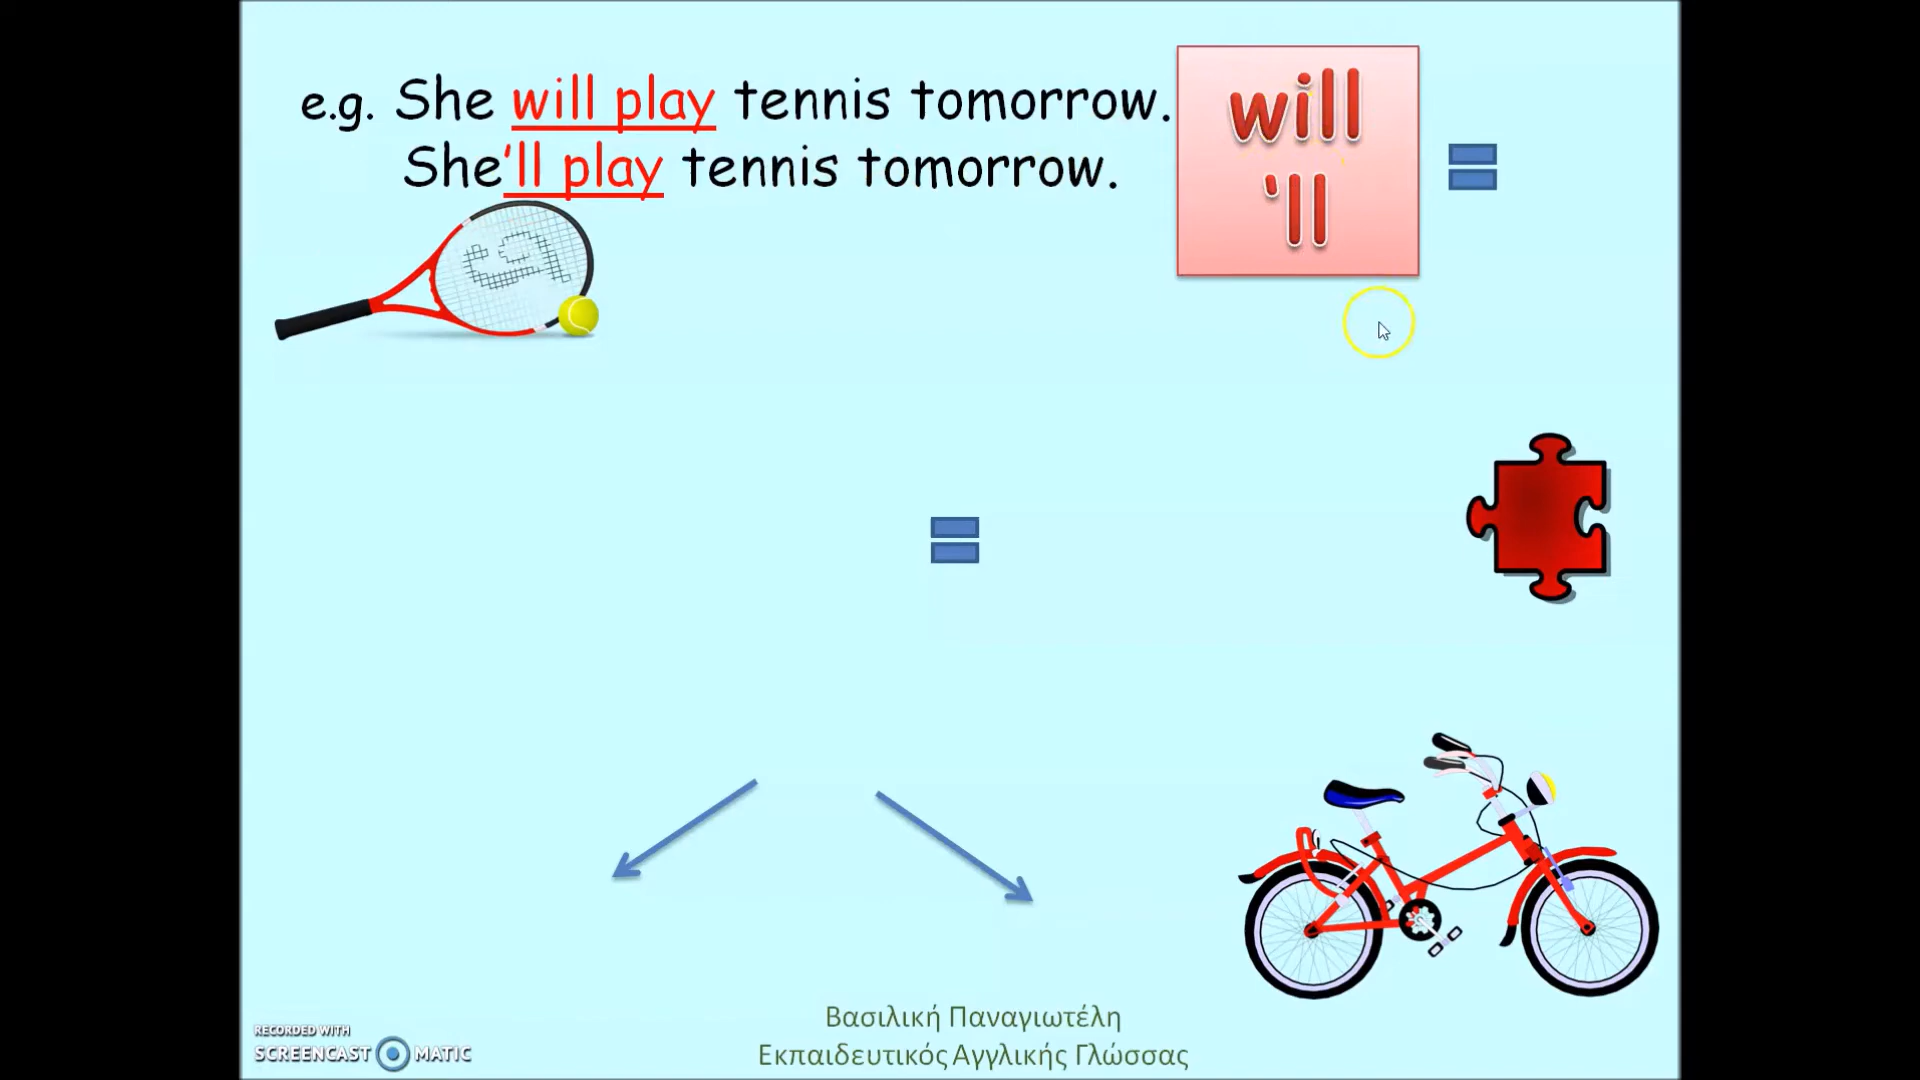 e.g. She will play tennis tomorrow.
She'll play tennis tomorrow.
will
'll
Βασιλική Παναγιωτέλη
Εκπαιδευτικός Αγγλικής Γλώσσας
RECORDED WITH
SCREENCAST MATIC